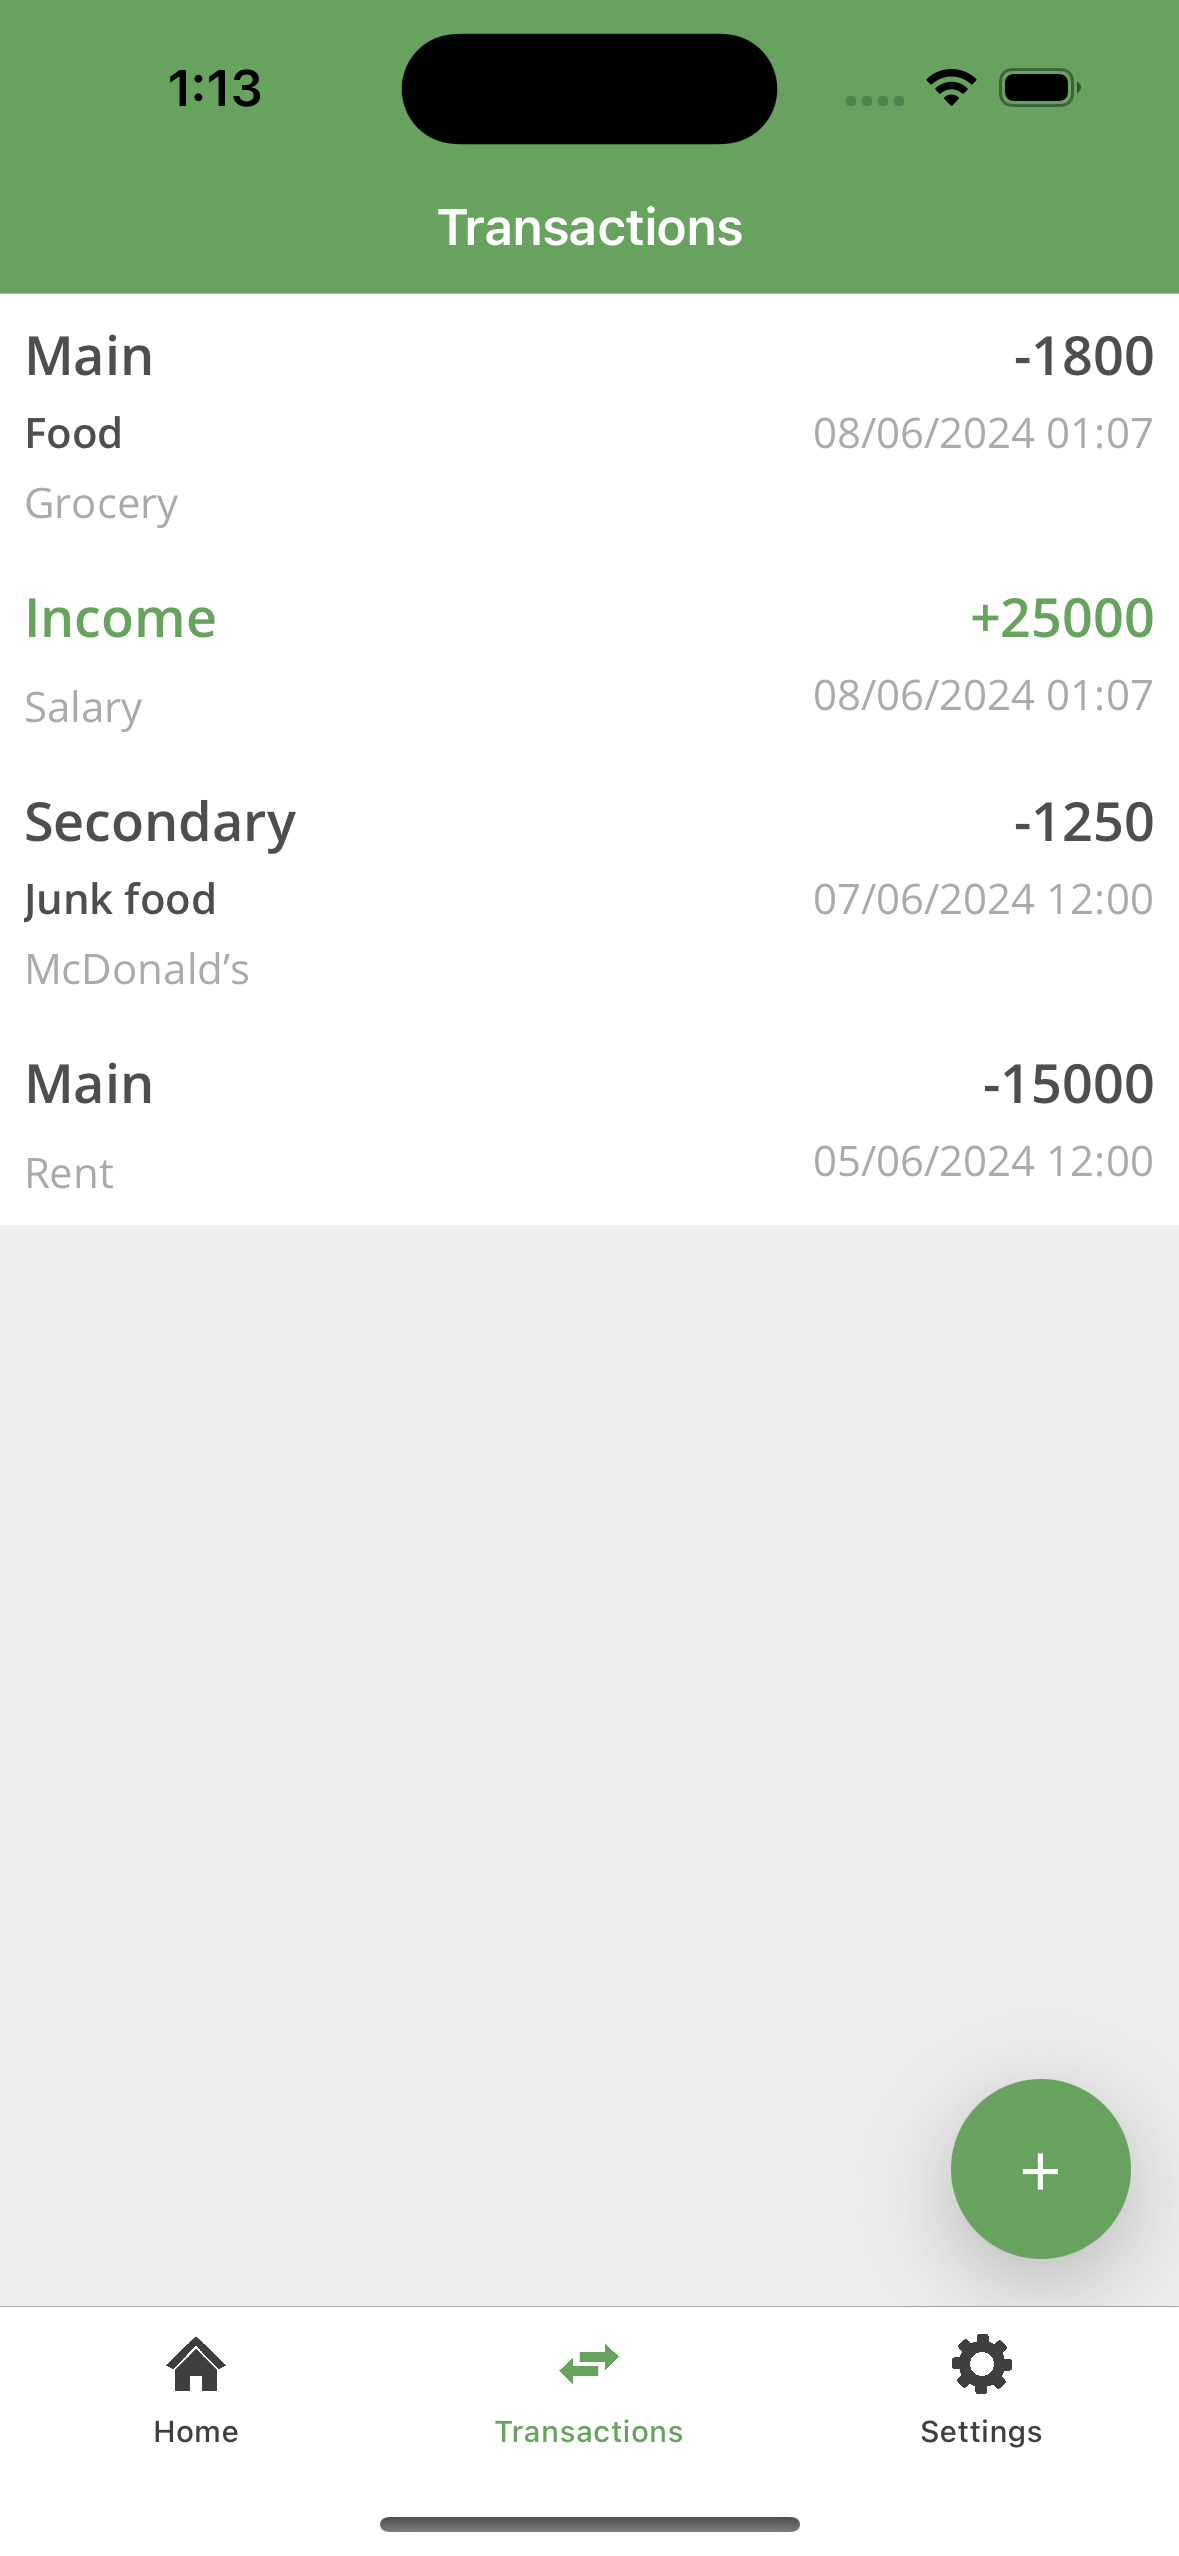 1:13
Transactions
Main -1800
Food 08/06/2024 01:07
Grocery
Income +25000
Salary 08/06/2024 01:07
Secondary -1250
Junk food 07/06/2024 12:00
McDonald’s
Main -15000
Rent 05/06/2024 12:00
+
Home Transactions Settings